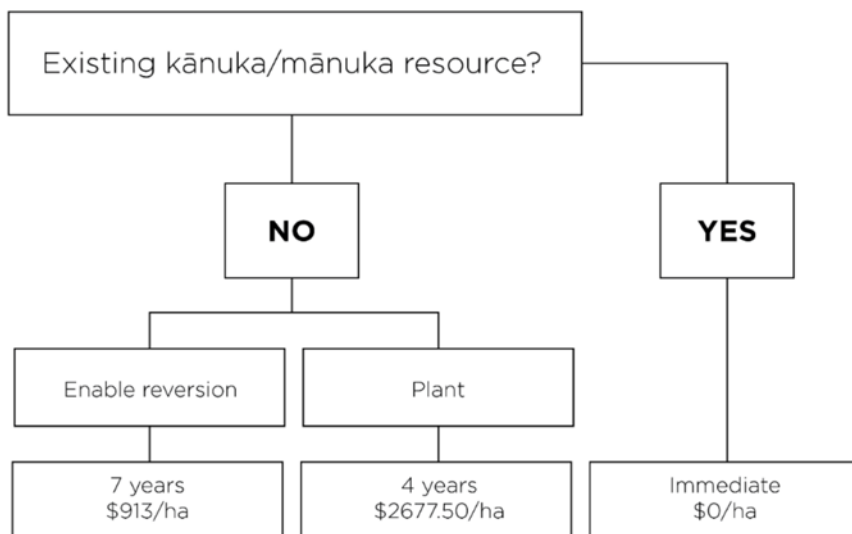 Existing kānuka/mānuka resource?
NO
YES
Enable reversion
Plant
7 years
$913/ha
4 years
$2677.50/ha
Immediate
$0/ha